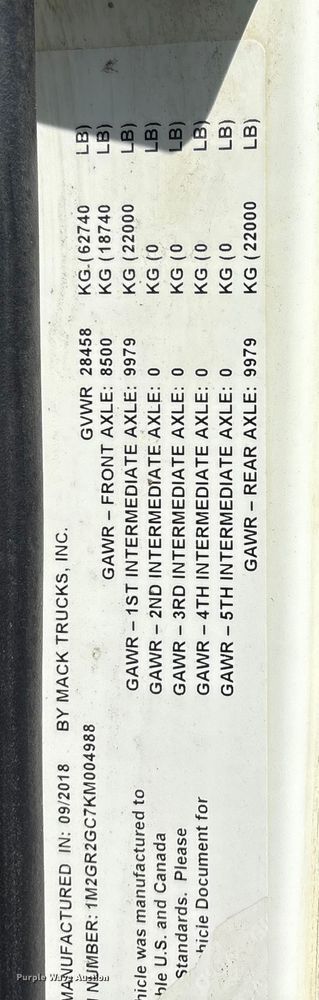 MANUFACTURED IN: 09/2018 BY MACK TRUCKS, INC.
NUMBER: 1M2GR2GC7KM004988
GVWR 28458 KG.(62740 LB)
GAWR – FRONT AXLE: 8500 KG (18740 LB)
GAWR – 1ST INTERMEDIATE AXLE: 9979 KG (22000 LB)
GAWR – 2ND INTERMEDIATE AXLE: 0 KG (0 LB)
GAWR – 3RD INTERMEDIATE AXLE: 0 KG (0 LB)
GAWR – 4TH INTERMEDIATE AXLE: 0 KG (0 LB)
GAWR – 5TH INTERMEDIATE AXLE: 0 KG (0 LB)
GAWR – REAR AXLE: 9979 KG (22000 LB)
hicle was manufactured to
ble U.S. and Canada
Standards. Please
hicle Document for
Purple Wave Auction